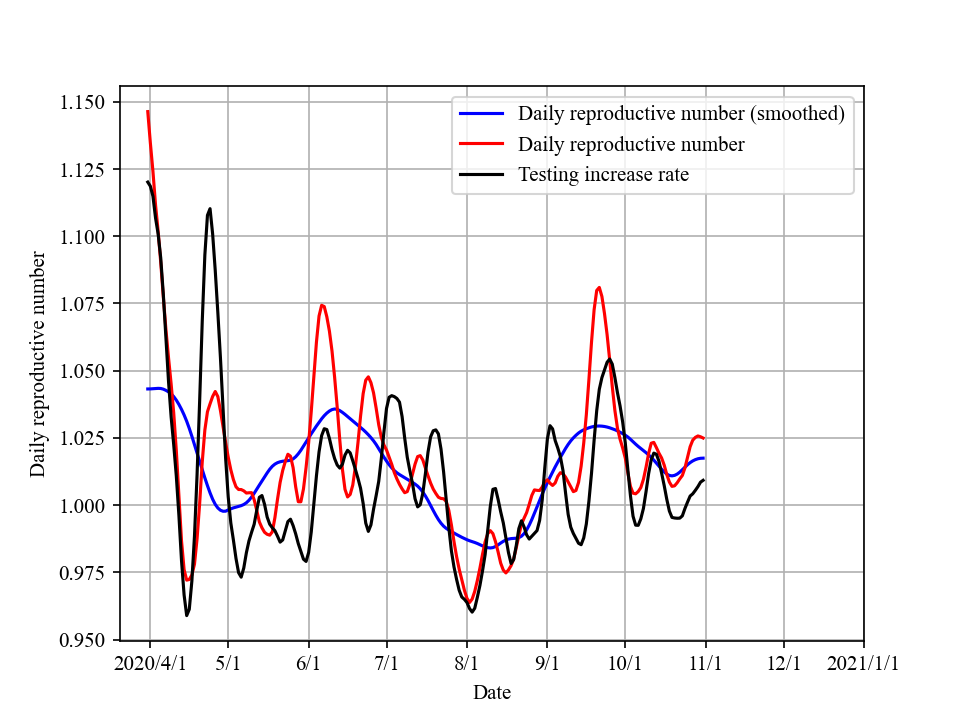 Daily reproductive number (smoothed)
Daily reproductive number
Testing increase rate
Daily reproductive number
1.150
1.125
1.100
1.075
1.050
1.025
1.000
0.975
0.950
2020/4/1 5/1 6/1 7/1 8/1 9/1 10/1 11/1 12/1 2021/1/1
Date